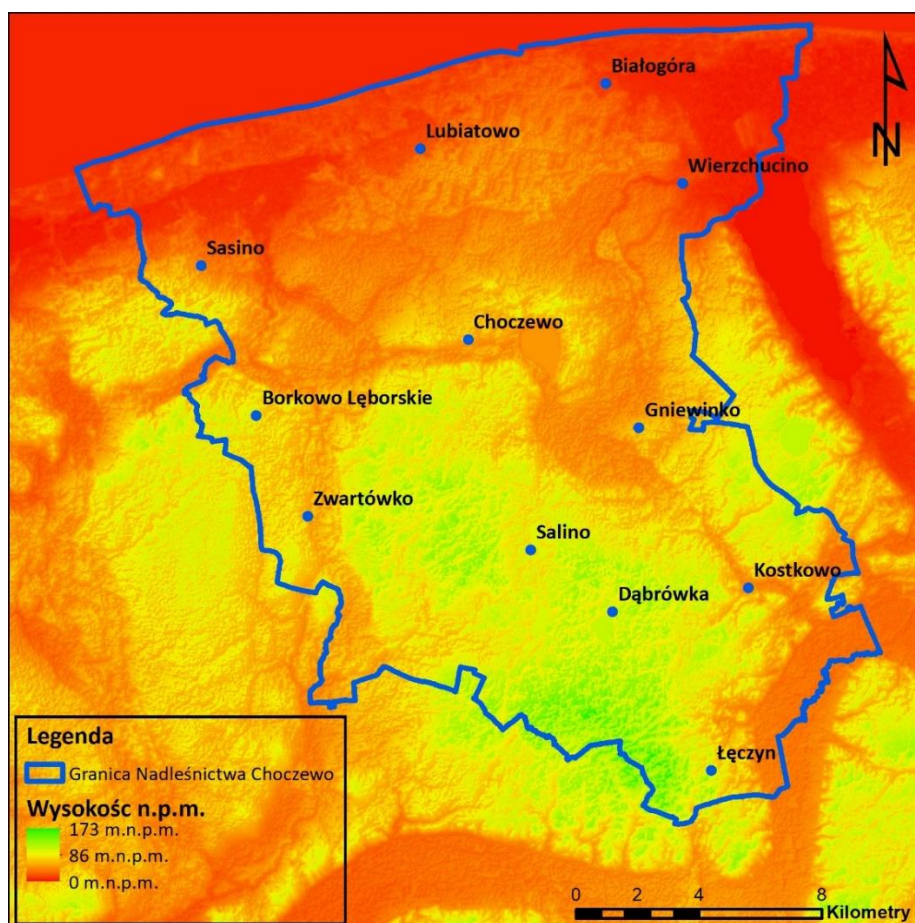 Białogóra
Lubiatowo
Wierzchucino
N
Sasino
Choczewo
Borkowo Lęborskie
Gniewinko
Zwartówko
Salino
Kostkowo
Dąbrówka
Łęczyn
Legenda
Granica Nadleśnictwa Choczewo
Wysokośc n.p.m.
173 m.n.p.m.
86 m.n.p.m.
0 m.n.p.m.
0 2 4 8
Kilometry